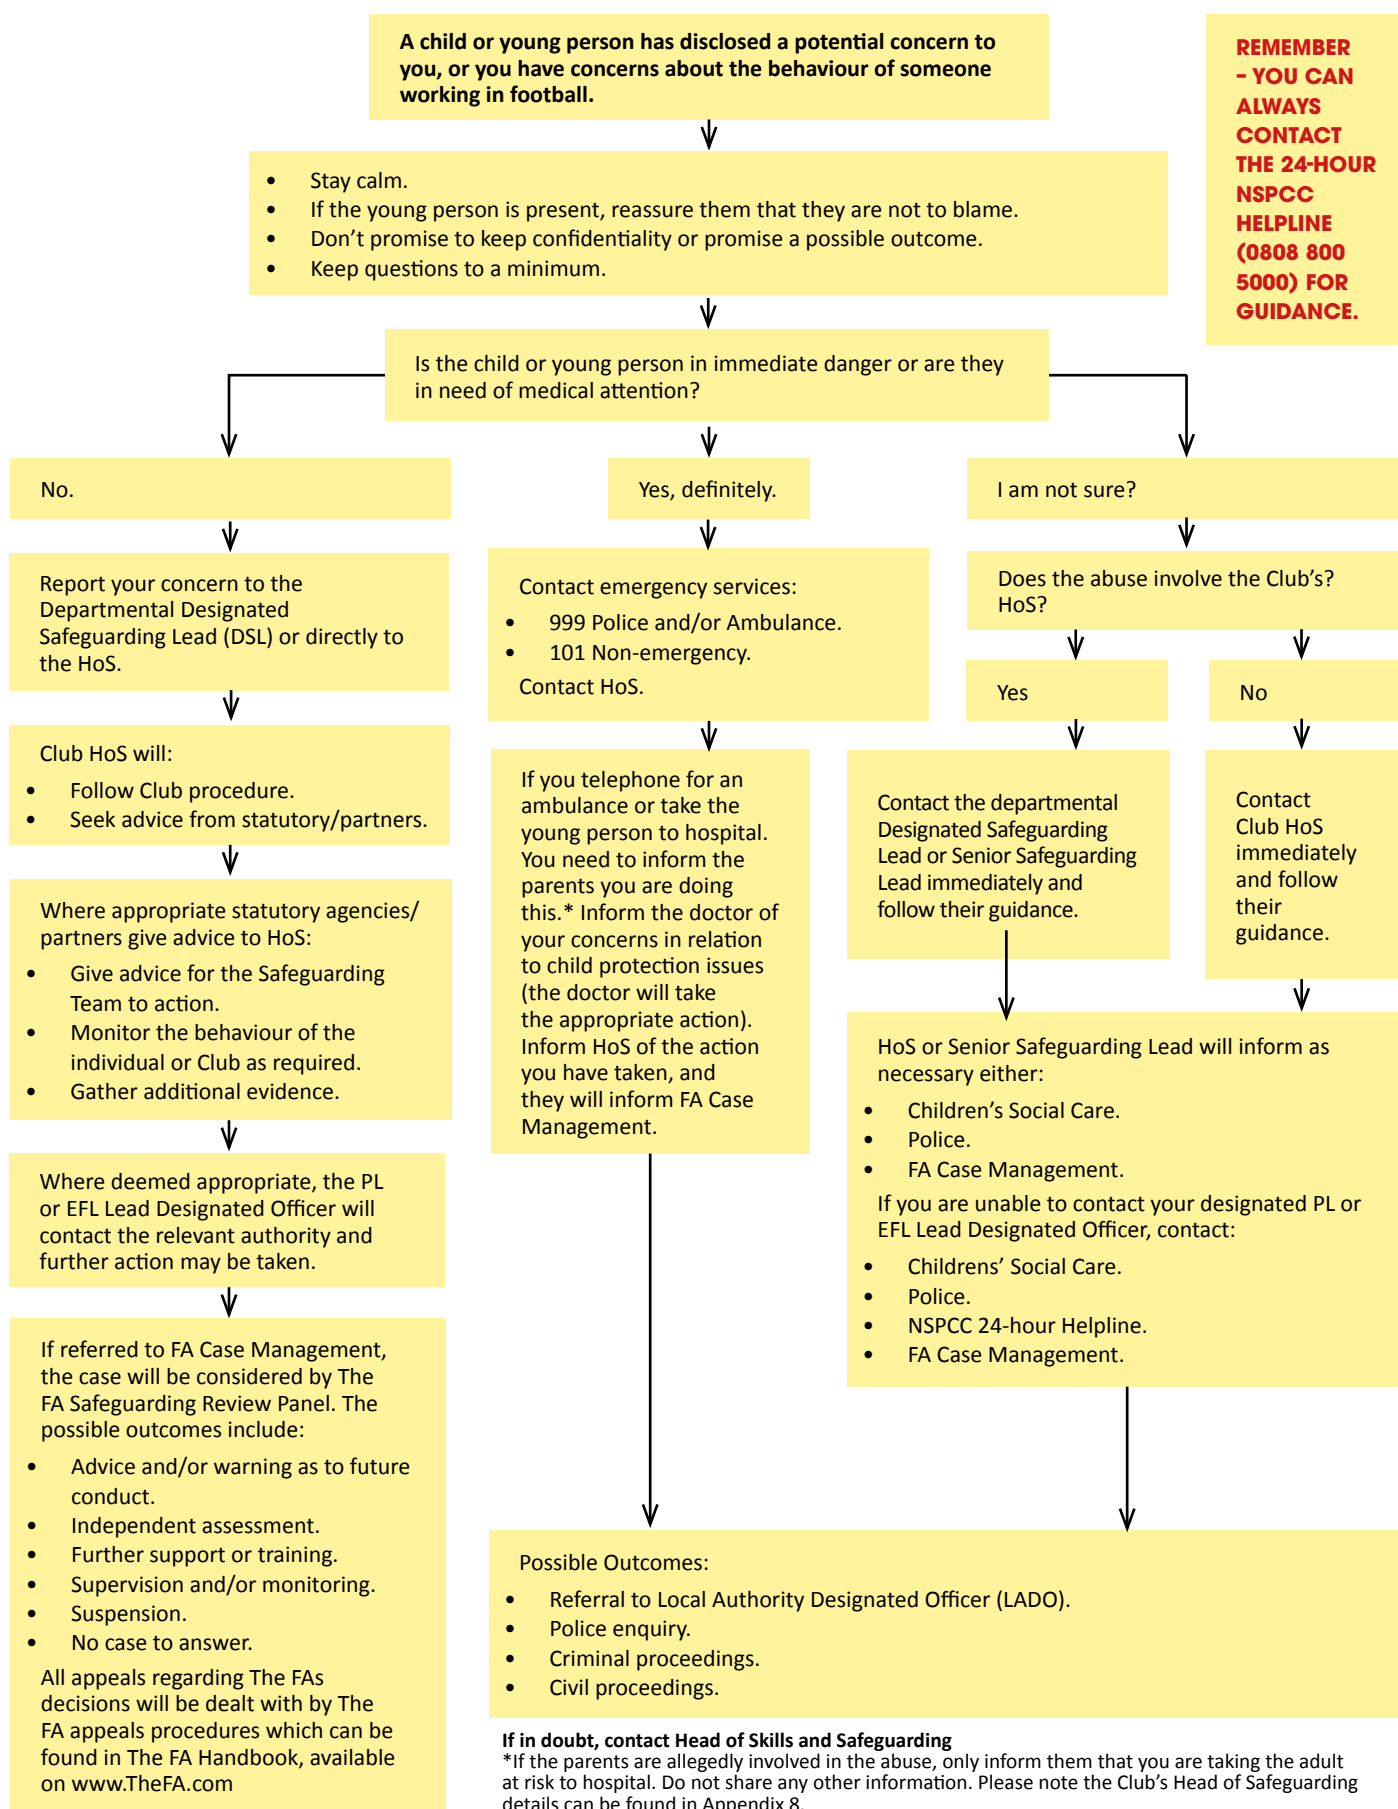 A child or young person has disclosed a potential concern to
you, or you have concerns about the behaviour of someone
working in football.
REMEMBER
– YOU CAN
ALWAYS
CONTACT
THE 24-HOUR
NSPCC
HELPLINE
(0808 800
5000) FOR
GUIDANCE.
• Stay calm.
• If the young person is present, reassure them that they are not to blame.
• Don't promise to keep confidentiality or promise a possible outcome.
• Keep questions to a minimum.
Is the child or young person in immediate danger or are they
in need of medical attention?
No.
Report your concern to the
Departmental Designated
Safeguarding Lead (DSL) or directly to
the HoS.
Club HoS will:
• Follow Club procedure.
• Seek advice from statutory/partners.
Where appropriate statutory agencies/
partners give advice to HoS:
• Give advice for the Safeguarding
Team to action.
• Monitor the behaviour of the
individual or Club as required.
• Gather additional evidence.
Where deemed appropriate, the PL
or EFL Lead Designated Officer will
contact the relevant authority and
further action may be taken.
If referred to FA Case Management,
the case will be considered by The
FA Safeguarding Review Panel. The
possible outcomes include:
• Advice and/or warning as to future
conduct.
• Independent assessment.
• Further support or training.
• Supervision and/or monitoring.
• Suspension.
• No case to answer.
All appeals regarding The FAs
decisions will be dealt with by The
FA appeals procedures which can be
found in The FA Handbook, available
on www.TheFA.com
Yes, definitely.
Contact emergency services:
• 999 Police and/or Ambulance.
• 101 Non-emergency.
Contact HoS.
If you telephone for an
ambulance or take the
young person to hospital.
You need to inform the
parents you are doing
this.* Inform the doctor of
your concerns in relation
to child protection issues
(the doctor will take
the appropriate action).
Inform HoS of the action
you have taken, and
they will inform FA Case
Management.
I am not sure?
Does the abuse involve the Club's?
HoS?
Yes
Contact the departmental
Designated Safeguarding
Lead or Senior Safeguarding
Lead immediately and
follow their guidance.
No
Contact
Club HoS
immediately
and follow
their
guidance.
HoS or Senior Safeguarding Lead will inform as
necessary either:
• Children's Social Care.
• Police.
• FA Case Management.
If you are unable to contact your designated PL or
EFL Lead Designated Officer, contact:
• Childrens' Social Care.
• Police.
• NSPCC 24-hour Helpline.
• FA Case Management.
Possible Outcomes:
• Referral to Local Authority Designated Officer (LADO).
• Police enquiry.
• Criminal proceedings.
• Civil proceedings.
If in doubt, contact Head of Skills and Safeguarding
*If the parents are allegedly involved in the abuse, only inform them that you are taking the adult
at risk to hospital. Do not share any other information. Please note the Club's Head of Safeguarding
details can be found in Appendix 8.